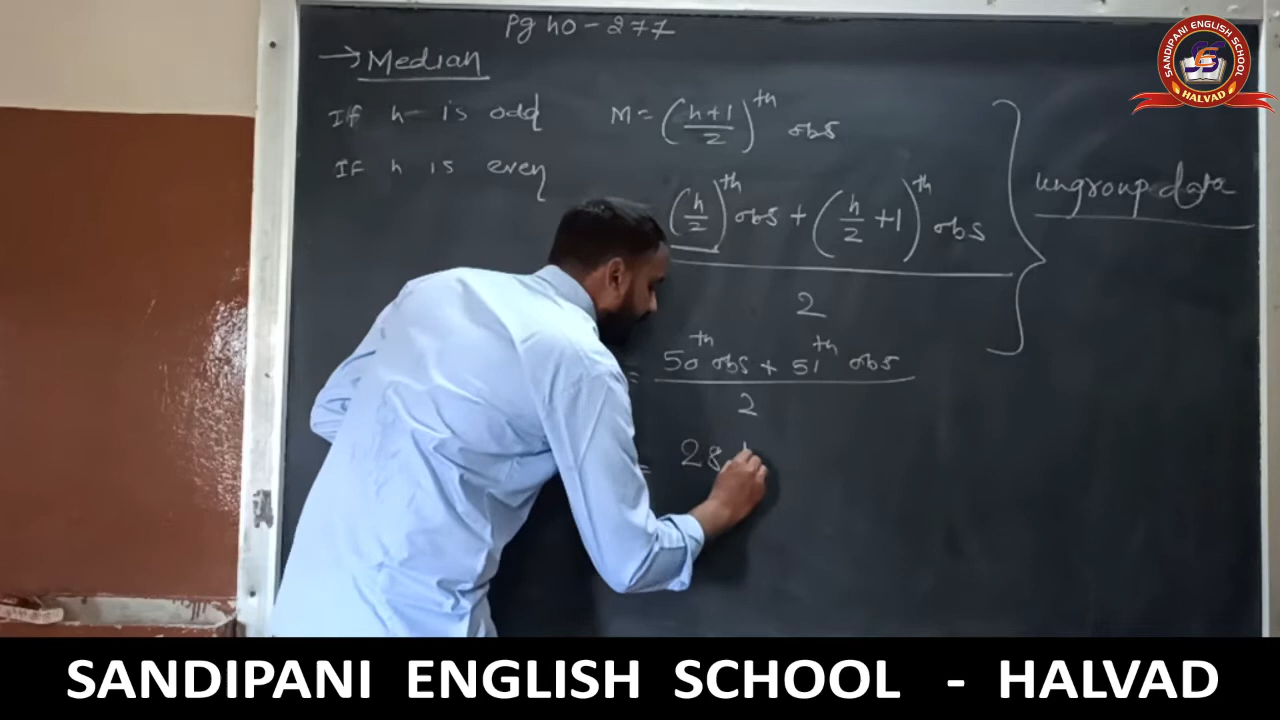 Pg no - 277
→ Median
If n is odd M = (n+1/2)th obs
If n is even
(n/2)th obs + (n/2 + 1)th obs
2
ungroup data
= 50th obs + 51th obs
2
= 28
SANDIPANI ENGLISH SCHOOL
SES
HALVAD
SANDIPANI ENGLISH SCHOOL - HALVAD